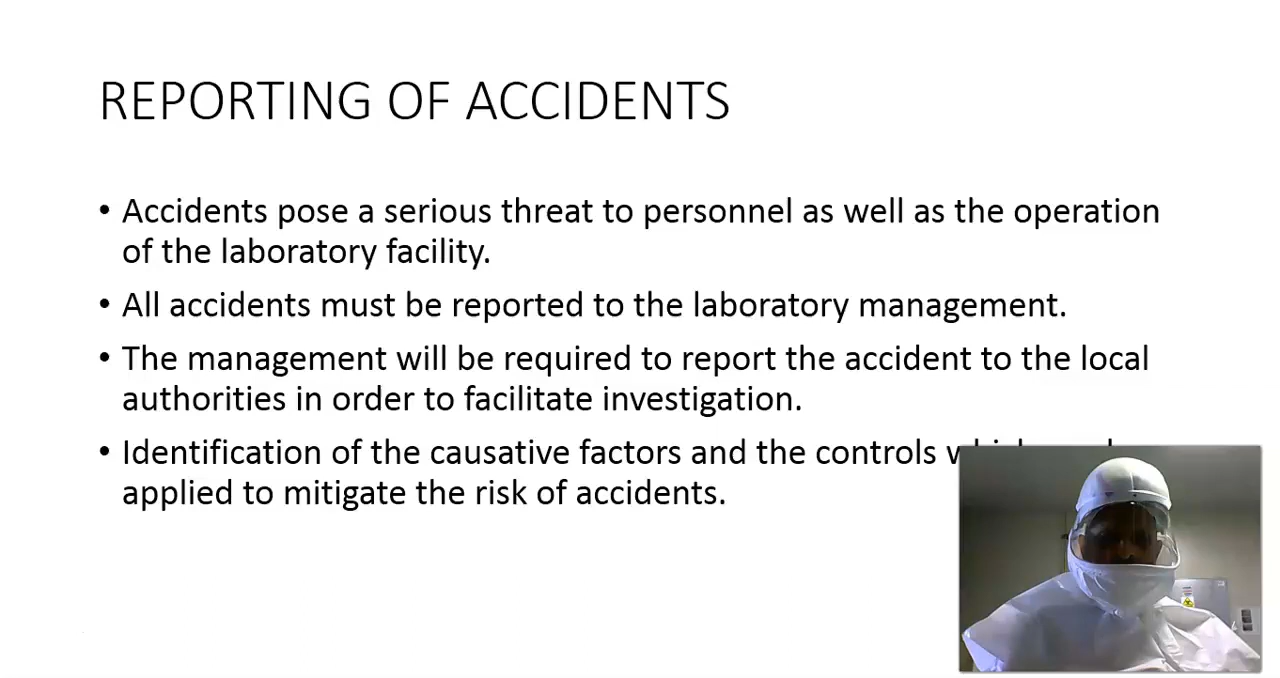 REPORTING OF ACCIDENTS
• Accidents pose a serious threat to personnel as well as the operation
of the laboratory facility.
• All accidents must be reported to the laboratory management.
• The management will be required to report the accident to the local
authorities in order to facilitate investigation.
• Identification of the causative factors and the controls
applied to mitigate the risk of accidents.